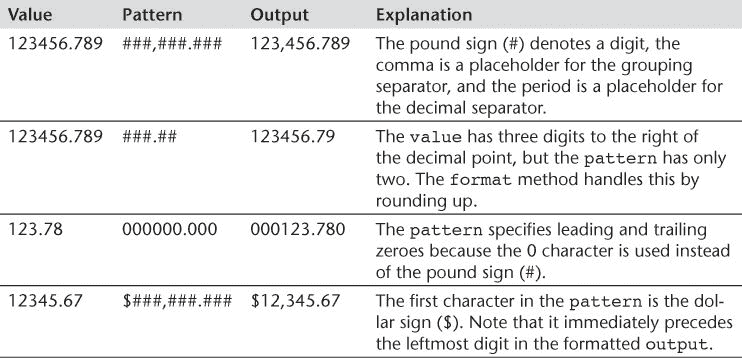 Value Pattern Output Explanation
123456.789 ###,###.### 123,456.789 The pound sign (#) denotes a digit, the
comma is a placeholder for the grouping
separator, and the period is a placeholder for
the decimal separator.
123456.789 ###.## 123456.79 The value has three digits to the right of
the decimal point, but the pattern has only
two. The format method handles this by
rounding up.
123.78 000000.000 000123.780 The pattern specifies leading and trailing
zeroes because the 0 character is used instead
of the pound sign (#).
12345.67 $###,###.### $12,345.67 The first character in the pattern is the dol-
lar sign ($). Note that it immediately precedes
the leftmost digit in the formatted output.